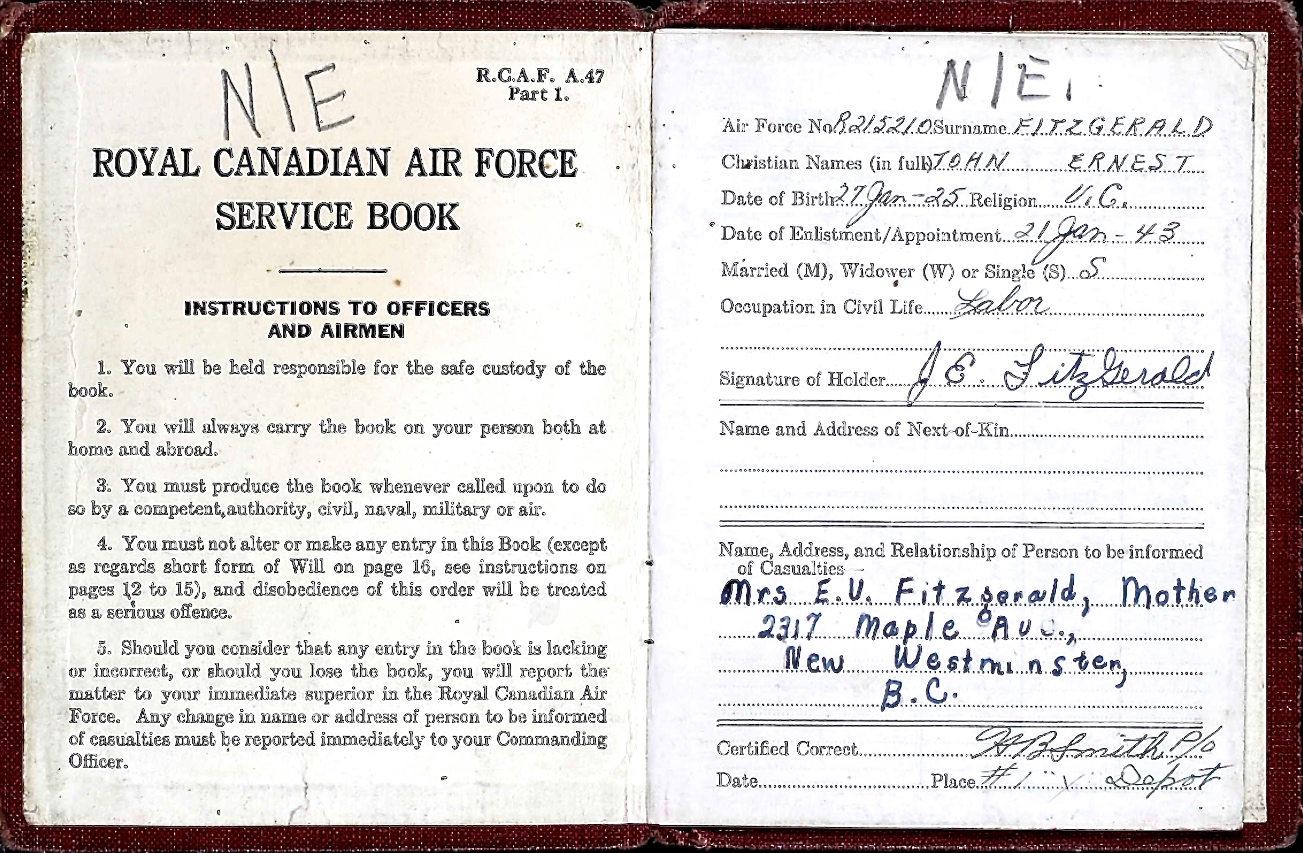 N/E
R.C.A.F. A.47
Part 1.
ROYAL CANADIAN AIR FORCE
SERVICE BOOK
INSTRUCTIONS TO OFFICERS
AND AIRMEN
1. You will be held responsible for the safe custody of the
book.
2. You will always carry the book on your person both at
home and abroad.
3. You must produce the book whenever called upon to do
so by a competent authority, civil, naval, military or air.
4. You must not alter or make any entry in this Book (except
as regards short form of Will on page 16, see instructions on
pages 12 to 15), and disobedience of this order will be treated
as a serious offence.
5. Should you consider that any entry in the book is lacking
or incorrect, or should you lose the book, you will report the
matter to your immediate superior in the Royal Canadian Air
Force. Any change in name or address of person to be informed
of casualties must be reported immediately to your Commanding
Officer.
N/E.
Air Force No R215210 Surname FITZGERALD
Christian Names (in full) JOHN ERNEST
Date of Birth 27 Jan-25 Religion U.C.
Date of Enlistment/Appointment 21 Jan-43
Married (M), Widower (W) or Single (S) S
Occupation in Civil Life Labor
Signature of Holder J E. FitzGerald
Name and Address of Next-of-Kin
Name, Address, and Relationship of Person to be informed
of Casualties
Mrs E.V. Fitzgerald, Mother
2317 Maple Ave.,
New Westminster,
B.C.
Certified Correct HB Smith P/O
Date Place #1 Depot